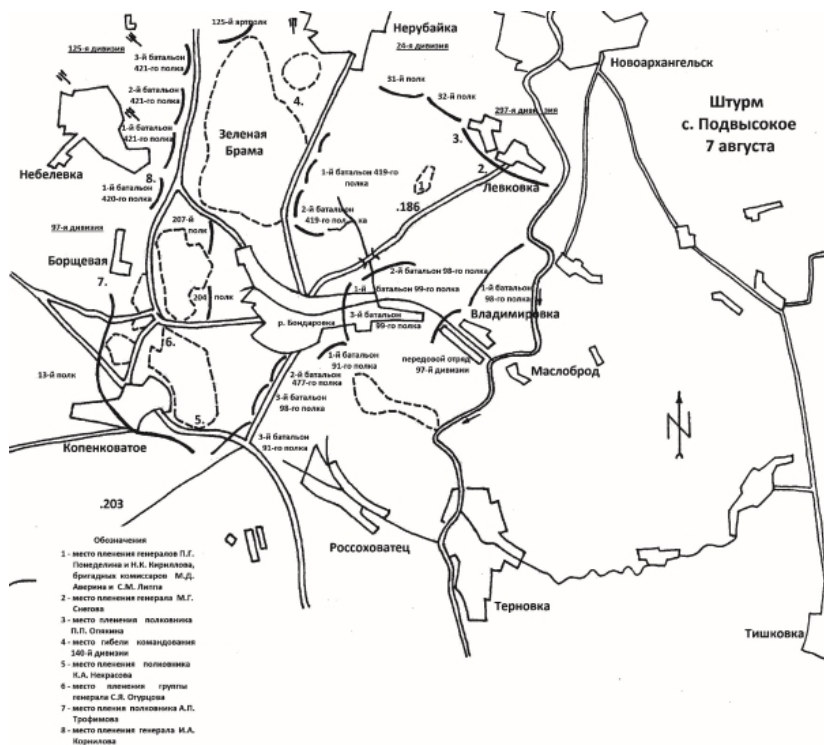 125-й артполк
Нерубайка
125-я дивизия
24-я дивизия
3-й батальон
421-го полка
31-й полк
Новоархангельск
2-й батальон
421-го полка
4.
32-й полк
297-я дивизия
Штурм
с. Подвысокое
7 августа
1-й батальон
421-го полка
Зеленая
Брама
3.
Небелевка
8.
1-й батальон 419-го
полка
2.
1
Левковка
1-й батальон
420-го полка
2-й батальон
419-го полка
.186
207-й
полк
97-я дивизия
Борщевая
7.
2-й батальон 98-го полка
1-й батальон 99-го полка
1-й батальон
98-го полка
204 полк
р. Бондаровка
3-й батальон
99-го полка
Владимировка
6.
1-й батальон
91-го полка
передовой отряд
97-й дивизии
Маслоброд
13-й полк
2-й батальон
477-го полка
3-й батальон
98-го полка
5.
Копенковатое
3-й батальон
91-го полка
N
.203
Россоховатец
Терновка
Тишковка
Обозначения
1 - место пленения генералов П.Г.
Понеделина и Н.К. Кириллова,
бригадных комиссаров М.Д.
Аверина и С.М. Литпа
2 - место пленения генерала М.Г.
Снегова
3 - место пленения полковника
П.П. Опякина
4 - место гибели командования
140-й дивизии
5 - место пленения полковника
К.А. Некрасова
6 - место пленения группы
генерала С.Я. Огурцова
7 - место пления полковника А.П.
Трофимова
8 - место пленения генерала И.А.
Корнилова